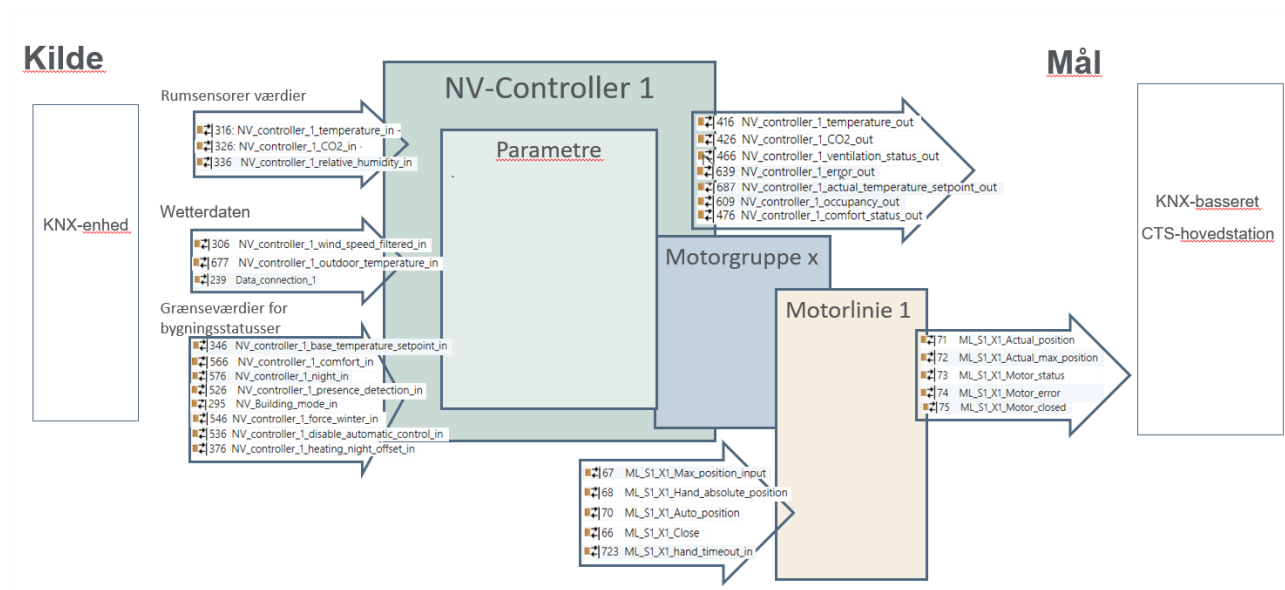 Kilde
Mål
NV-Controller 1
Parametre
Rumsensorer værdier
316: NV_controller_1_temperature_in -
326: NV_controller_1_CO2_in -
336 NV_controller_1_relative_humidity_in
KNX-enhed
Wetterdaten
306 NV_controller_1_wind_speed_filtered_in
677 NV_controller_1_outdoor_temperature_in
239 Data_connection_1
Grænseværdier for
bygningsstatusser
346 NV_controller_1_base_temperature_setpoint_in
566 NV_controller_1_comfort_in
576 NV_controller_1_night_in
526 NV_controller_1_presence_detection_in
295 NV_Building_mode_in
546 NV_controller_1_force_winter_in
536 NV_controller_1_disable_automatic_control_in
376 NV_controller_1_heating_night_offset_in
416 NV_controller_1_temperature_out
426 NV_controller_1_CO2_out
466 NV_controller_1_ventilation_status_out
639 NV_controller_1_error_out
687 NV_controller_1_actual_temperature_setpoint_out
609 NV_controller_1_occupancy_out
476 NV_controller_1_comfort_status_out
Motorgruppe x
Motorlinie 1
71 ML_S1_X1_Actual_position
72 ML_S1_X1_Actual_max_position
73 ML_S1_X1_Motor_status
74 ML_S1_X1_Motor_error
75 ML_S1_X1_Motor_closed
67 ML_S1_X1_Max_position_input
68 ML_S1_X1_Hand_absolute_position
70 ML_S1_X1_Auto_position
66 ML_S1_X1_Close
723 ML_S1_X1_hand_timeout_in
KNX-basseret
CTS-hovedstation